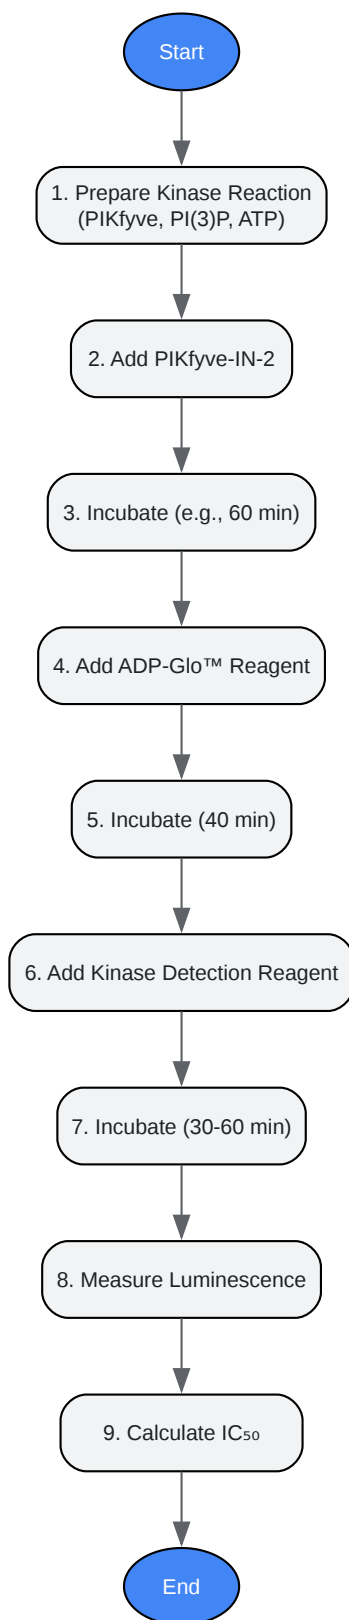 Start
1. Prepare Kinase Reaction
(PIKfyve, PI(3)P, ATP)
2. Add PIKfyve-IN-2
3. Incubate (e.g., 60 min)
4. Add ADP-Glo™ Reagent
5. Incubate (40 min)
6. Add Kinase Detection Reagent
7. Incubate (30-60 min)
8. Measure Luminescence
9. Calculate IC₅₀
End